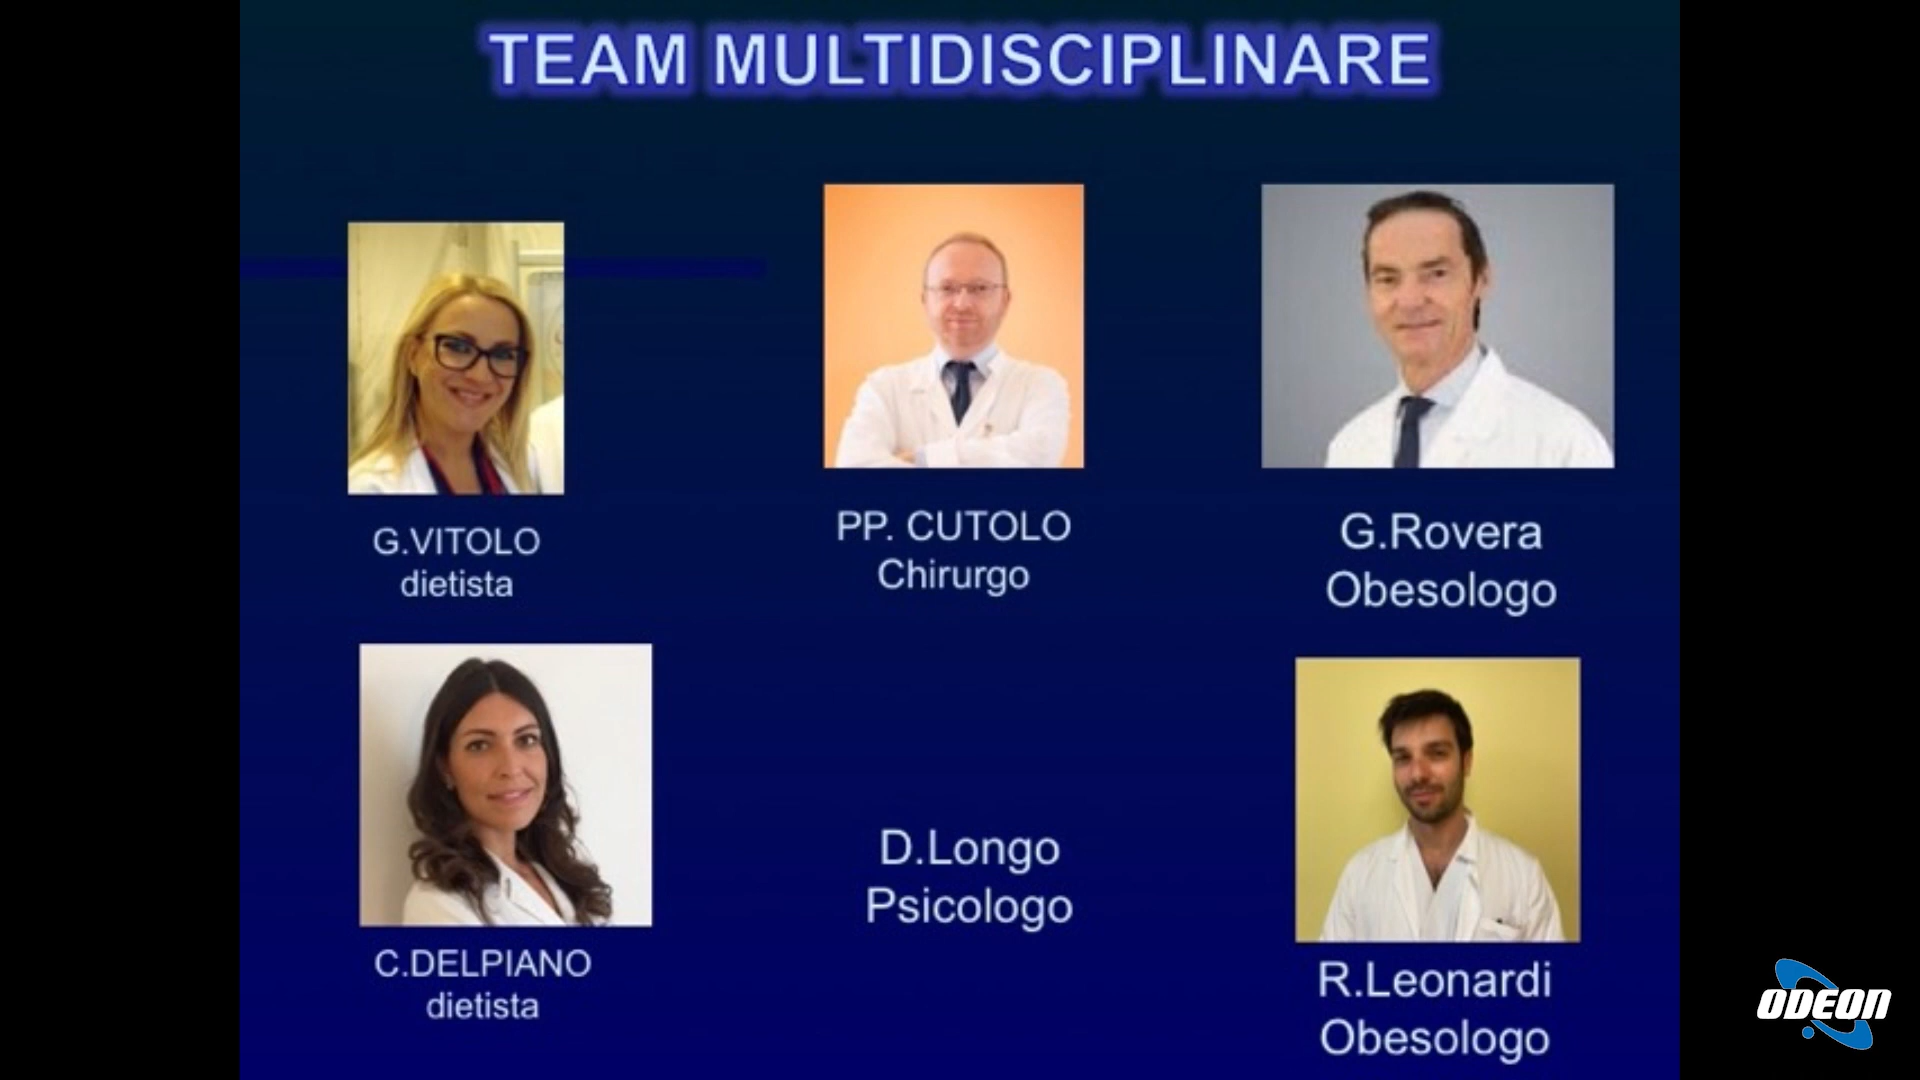 TEAM MULTIDISCIPLINARE
G.VITOLO
dietista
PP. CUTOLO
Chirurgo
G.Rovera
Obesologo
C.DELPIANO
dietista
D.Longo
Psicologo
R.Leonardi
Obesologo
ODEON